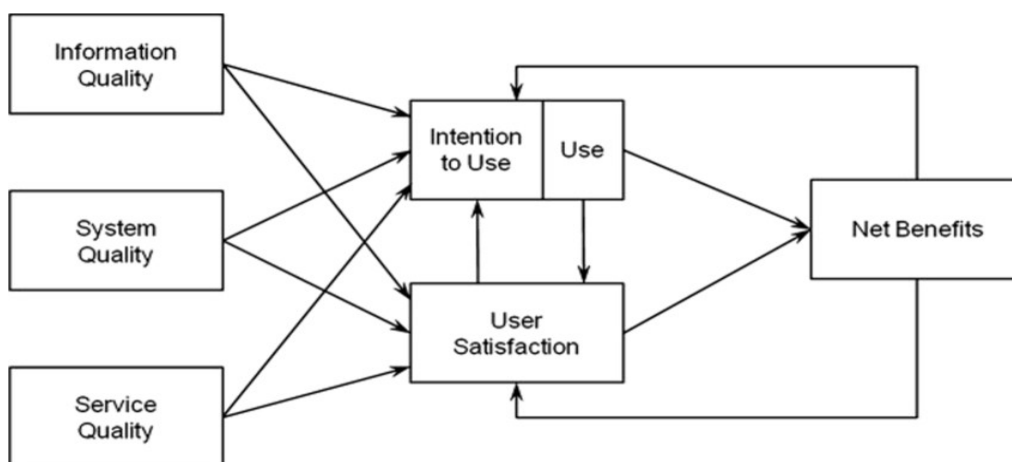 Information
Quality
Intention
to Use
Use
System
Quality
Net Benefits
User
Satisfaction
Service
Quality